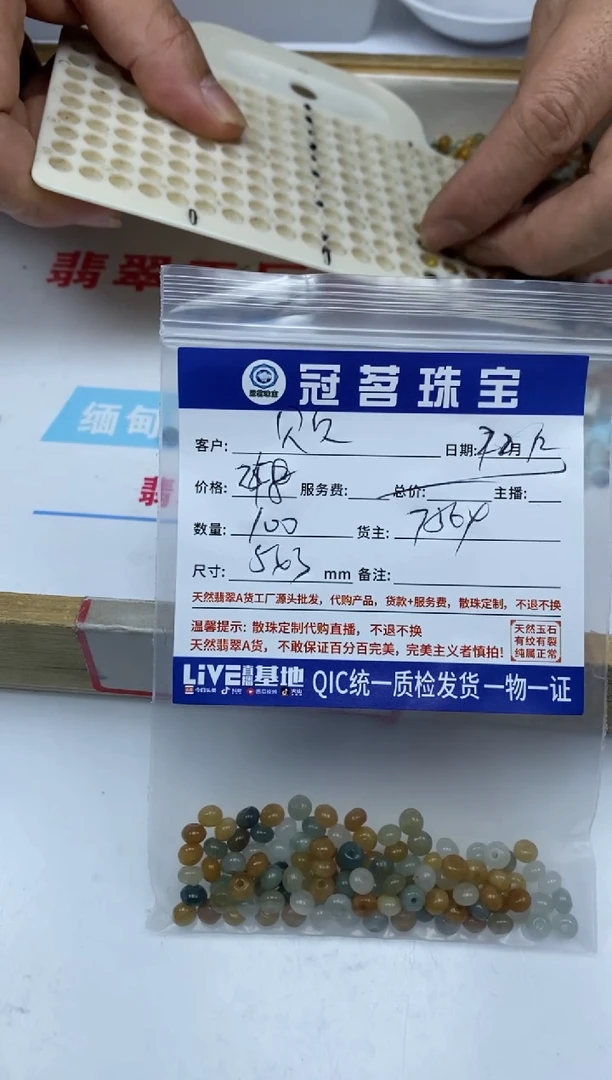 翡翠
缅甸
翡
冠茗珠宝
客户: 日期: 月
价格: 248 服务费: 总价: 主播:
数量: 100 货主: 7564
尺寸: mm 备注:
天然翡翠A货工厂源头批发，代购产品，货款+服务费，散珠定制，不退不换
温馨提示: 散珠定制代购直播，不退不换
天然翡翠A货，不敢保证百分百完美，完美主义者慎拍!
天然玉石
有纹有裂
纯属正常
LIVE直播基地 QIC统一质检发货一物一证